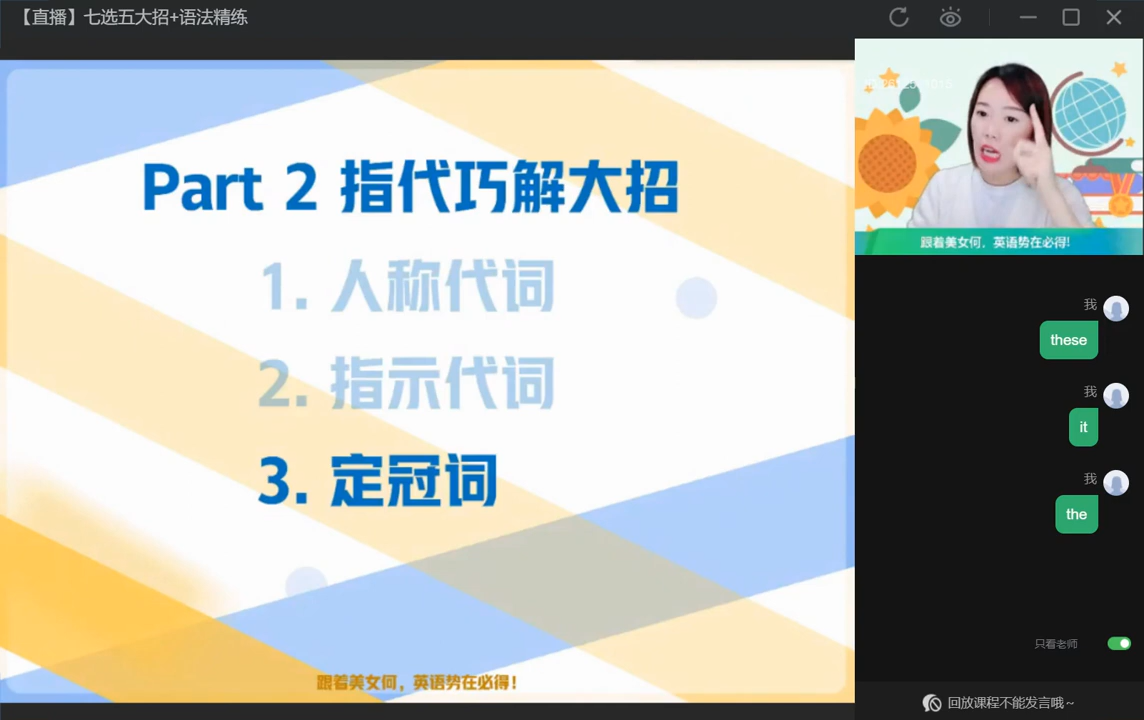 【直播】七选五大招+语法精练
Part 2 指代巧解大招
1. 人称代词
2. 指示代词
3. 定冠词
跟着美女何，英语势在必得！
跟着美女何，英语势在必得!
我
these
我
it
我
the
只看老师
回放课程不能发言哦~